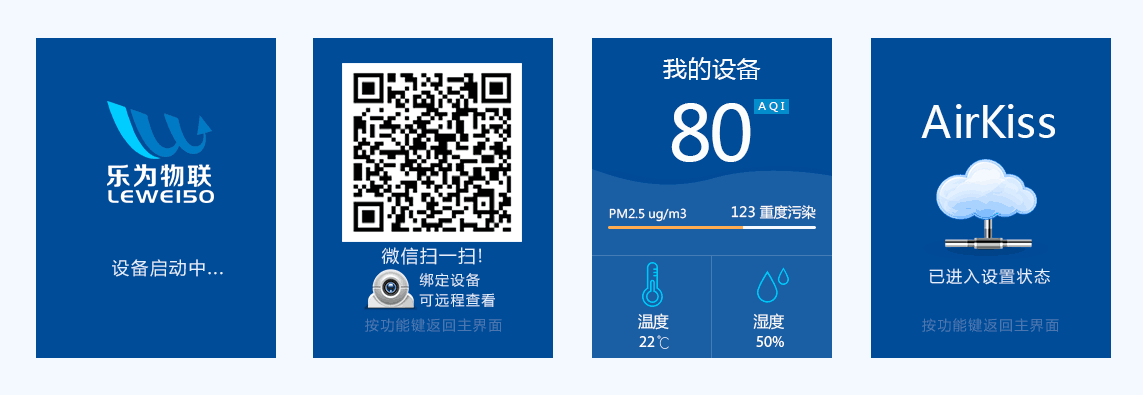 乐为物联
LEWEI50
设备启动中...
微信扫一扫!
绑定设备
可远程查看
按功能键返回主界面
我的设备
80 AQI
PM2.5 ug/m3 123 重度污染
温度
22℃
湿度
50%
AirKiss
已进入设置状态
按功能键返回主界面